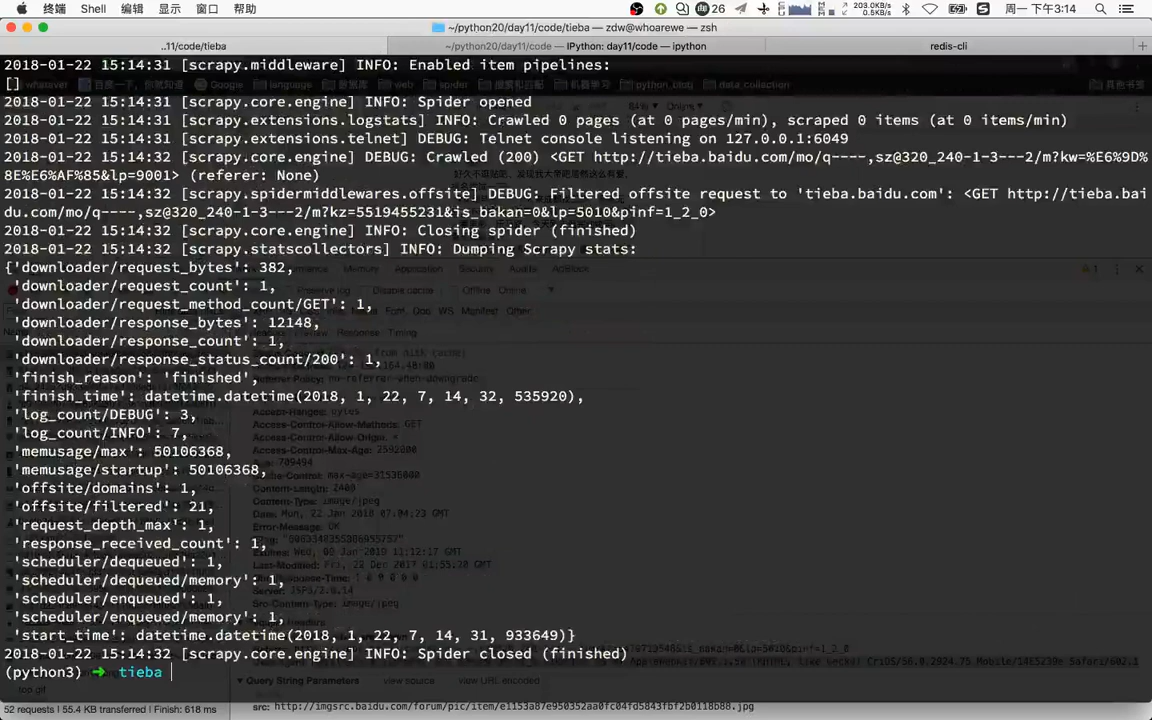 终端 Shell 编辑 显示 窗口 帮助 26 203.0KB/s 0.5KB/s 周一 下午3:14
~/python20/day11/code/tieba — zdw@whoarewe — zsh
..11/code/tieba ~/python20/day11/code — IPython: day11/code — ipython redis-cli
2018-01-22 15:14:31 [scrapy.middleware] INFO: Enabled item pipelines:
[]
2018-01-22 15:14:31 [scrapy.core.engine] INFO: Spider opened
2018-01-22 15:14:31 [scrapy.extensions.logstats] INFO: Crawled 0 pages (at 0 pages/min), scraped 0 items (at 0 items/min)
2018-01-22 15:14:31 [scrapy.extensions.telnet] DEBUG: Telnet console listening on 127.0.0.1:6049
2018-01-22 15:14:32 [scrapy.core.engine] DEBUG: Crawled (200) <GET http://tieba.baidu.com/mo/q----,sz@320_240-1-3---2/m?kw=%E6%9D%
8E%E6%AF%85&lp=9001> (referer: None)
2018-01-22 15:14:32 [scrapy.spidermiddlewares.offsite] DEBUG: Filtered offsite request to 'tieba.baidu.com': <GET http://tieba.bai
du.com/mo/q----,sz@320_240-1-3---2/m?kz=5519455231&is_bakan=0&lp=5010&pinf=1_2_0>
2018-01-22 15:14:32 [scrapy.core.engine] INFO: Closing spider (finished)
2018-01-22 15:14:32 [scrapy.statscollectors] INFO: Dumping Scrapy stats:
{'downloader/request_bytes': 382,
'downloader/request_count': 1,
'downloader/request_method_count/GET': 1,
'downloader/response_bytes': 12148,
'downloader/response_count': 1,
'downloader/response_status_count/200': 1,
'finish_reason': 'finished',
'finish_time': datetime.datetime(2018, 1, 22, 7, 14, 32, 535920),
'log_count/DEBUG': 3,
'log_count/INFO': 7,
'memusage/max': 50106368,
'memusage/startup': 50106368,
'offsite/domains': 1,
'offsite/filtered': 21,
'request_depth_max': 1,
'response_received_count': 1,
'scheduler/dequeued': 1,
'scheduler/dequeued/memory': 1,
'scheduler/enqueued': 1,
'scheduler/enqueued/memory': 1,
'start_time': datetime.datetime(2018, 1, 22, 7, 14, 31, 933649)}
2018-01-22 15:14:32 [scrapy.core.engine] INFO: Spider closed (finished)
(python3) ➜ tieba
Query String Parameters view source view URL encoded
52 requests | 55.4 KB transferred | Finish: 618 ms
src: http://imgsrc.baidu.com/forum/pic/item/e1153a87e950352aa0fc04fd5843fbf2b0118b88.jpg